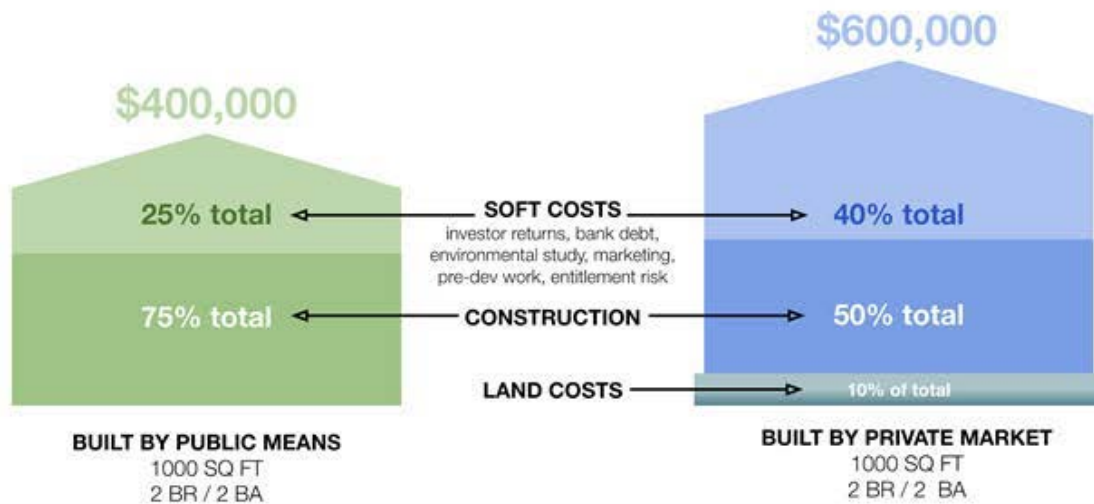 $600,000
$400,000
25% total
SOFT COSTS
investor returns, bank debt,
environmental study, marketing,
pre-dev work, entitlement risk
40% total
75% total
CONSTRUCTION
50% total
LAND COSTS
10% of total
BUILT BY PUBLIC MEANS
1000 SQ FT
2 BR / 2 BA
BUILT BY PRIVATE MARKET
1000 SQ FT
2 BR / 2 BA